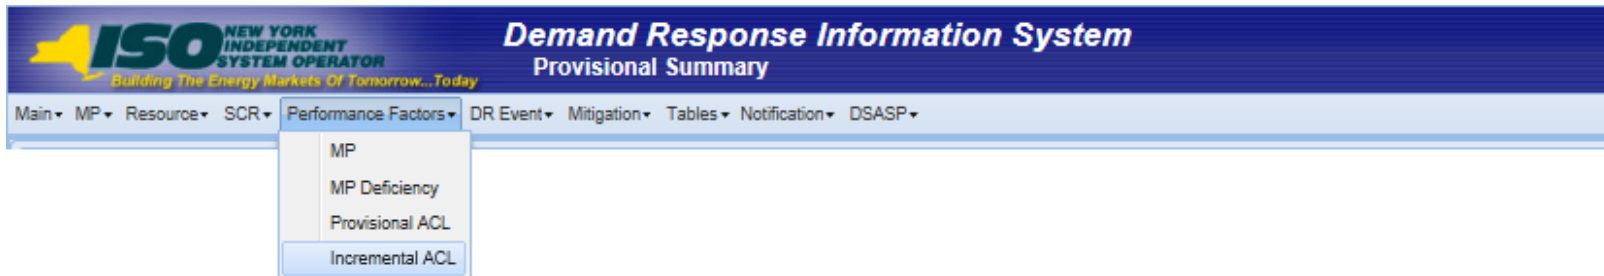 ISO NEW YORK
INDEPENDENT
SYSTEM OPERATOR
Building The Energy Markets Of Tomorrow...Today
Demand Response Information System
Provisional Summary
Main MP Resource SCR Performance Factors DR Event Mitigation Tables Notification DSASP
MP
MP Deficiency
Provisional ACL
Incremental ACL